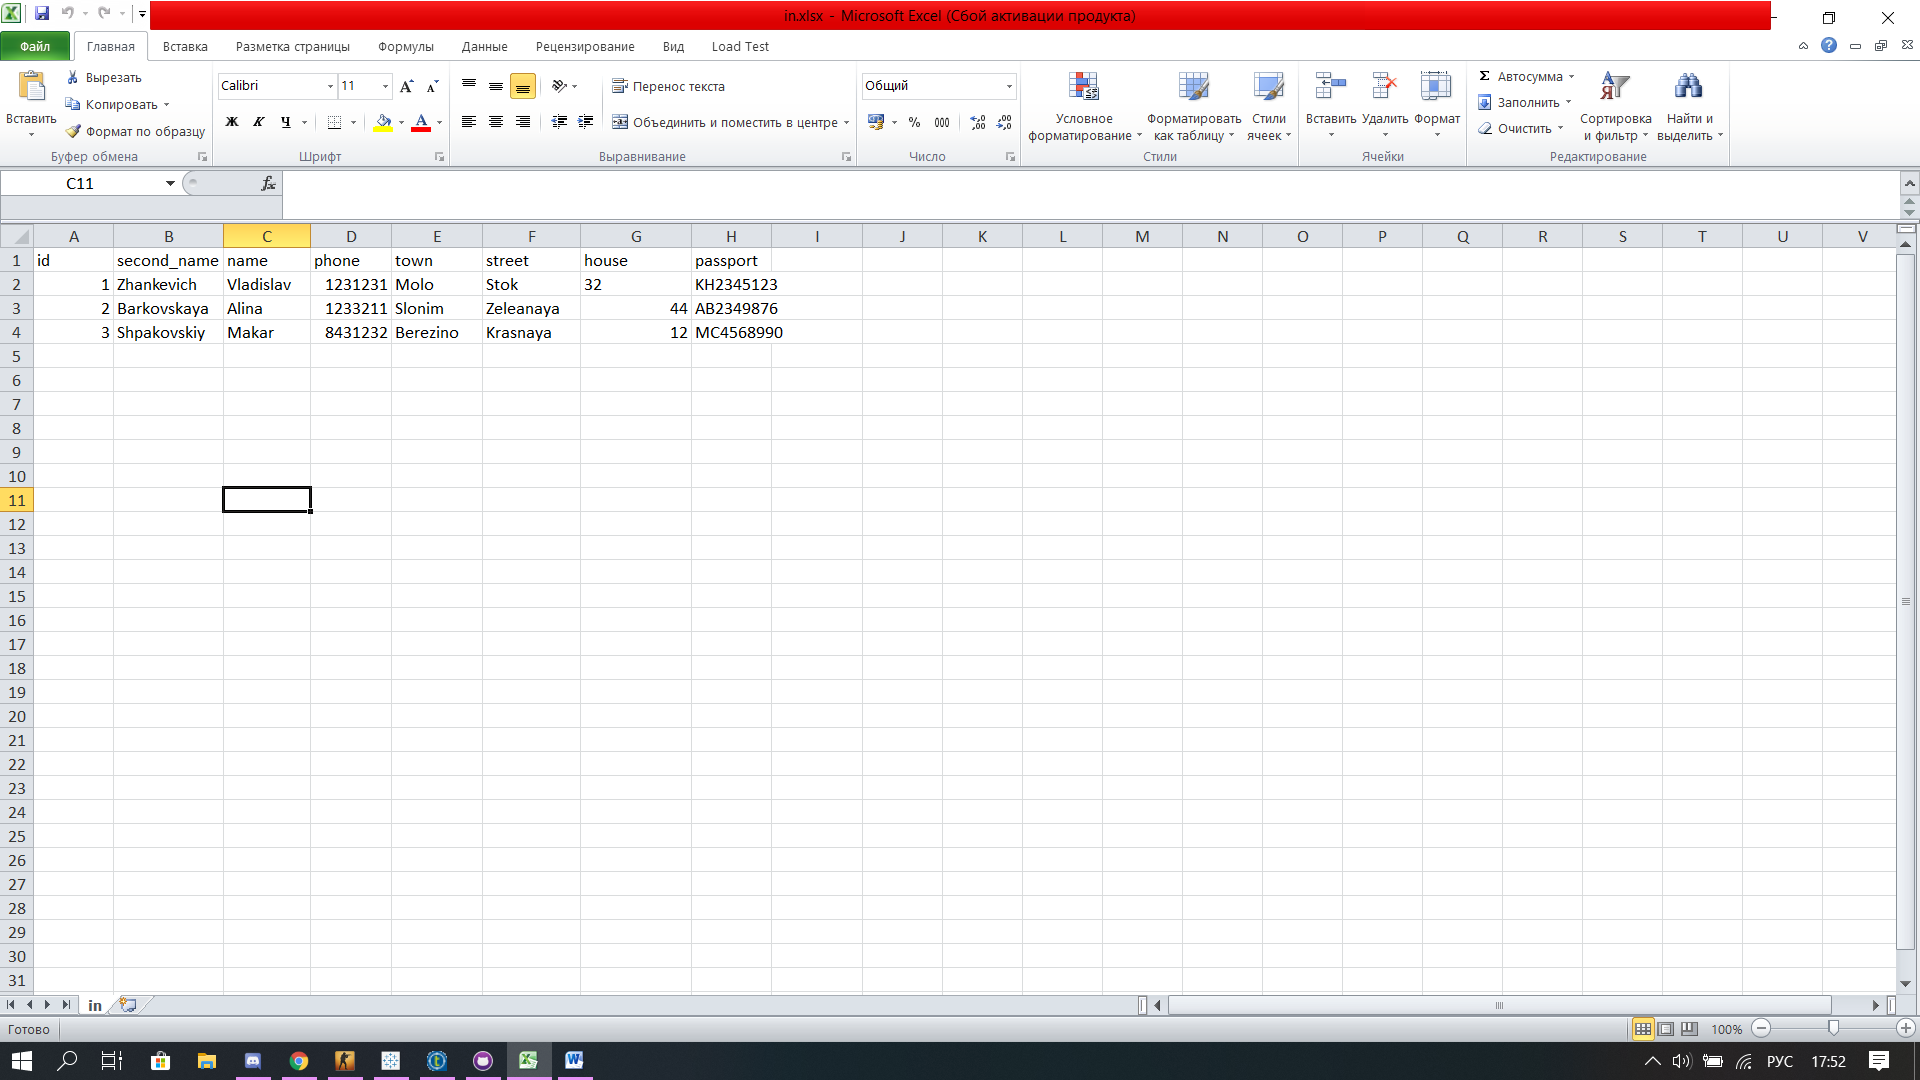 in.xlsx - Microsoft Excel (Сбой активации продукта)
Файл Главная Вставка Разметка страницы Формулы Данные Рецензирование Вид Load Test
Вставить
Вырезать
Копировать
Формат по образцу
Буфер обмена
Calibri 11
Ж К Ч
Шрифт
Перенос текста
Объединить и поместить в центре
Выравнивание
Общий
% 000
Число
Условное форматирование
Форматировать как таблицу
Стили ячеек
Стили
Вставить Удалить Формат
Ячейки
Σ Автосумма
Заполнить
Очистить
Сортировка и фильтр
Найти и выделить
Редактирование
C11 fx
A B C D E F G H I J K L M N O P Q R S T U V
1 id second_name name phone town street house passport
2 1 Zhankevich Vladislav 1231231 Molo Stok 32 KH2345123
3 2 Barkovskaya Alina 1233211 Slonim Zeleanaya 44 AB2349876
4 3 Shpakovskiy Makar 8431232 Berezino Krasnaya 12 MC4568990
5
6
7
8
9
10
11
12
13
14
15
16
17
18
19
20
21
22
23
24
25
26
27
28
29
30
31
in
Готово 100%
РУС 17:52